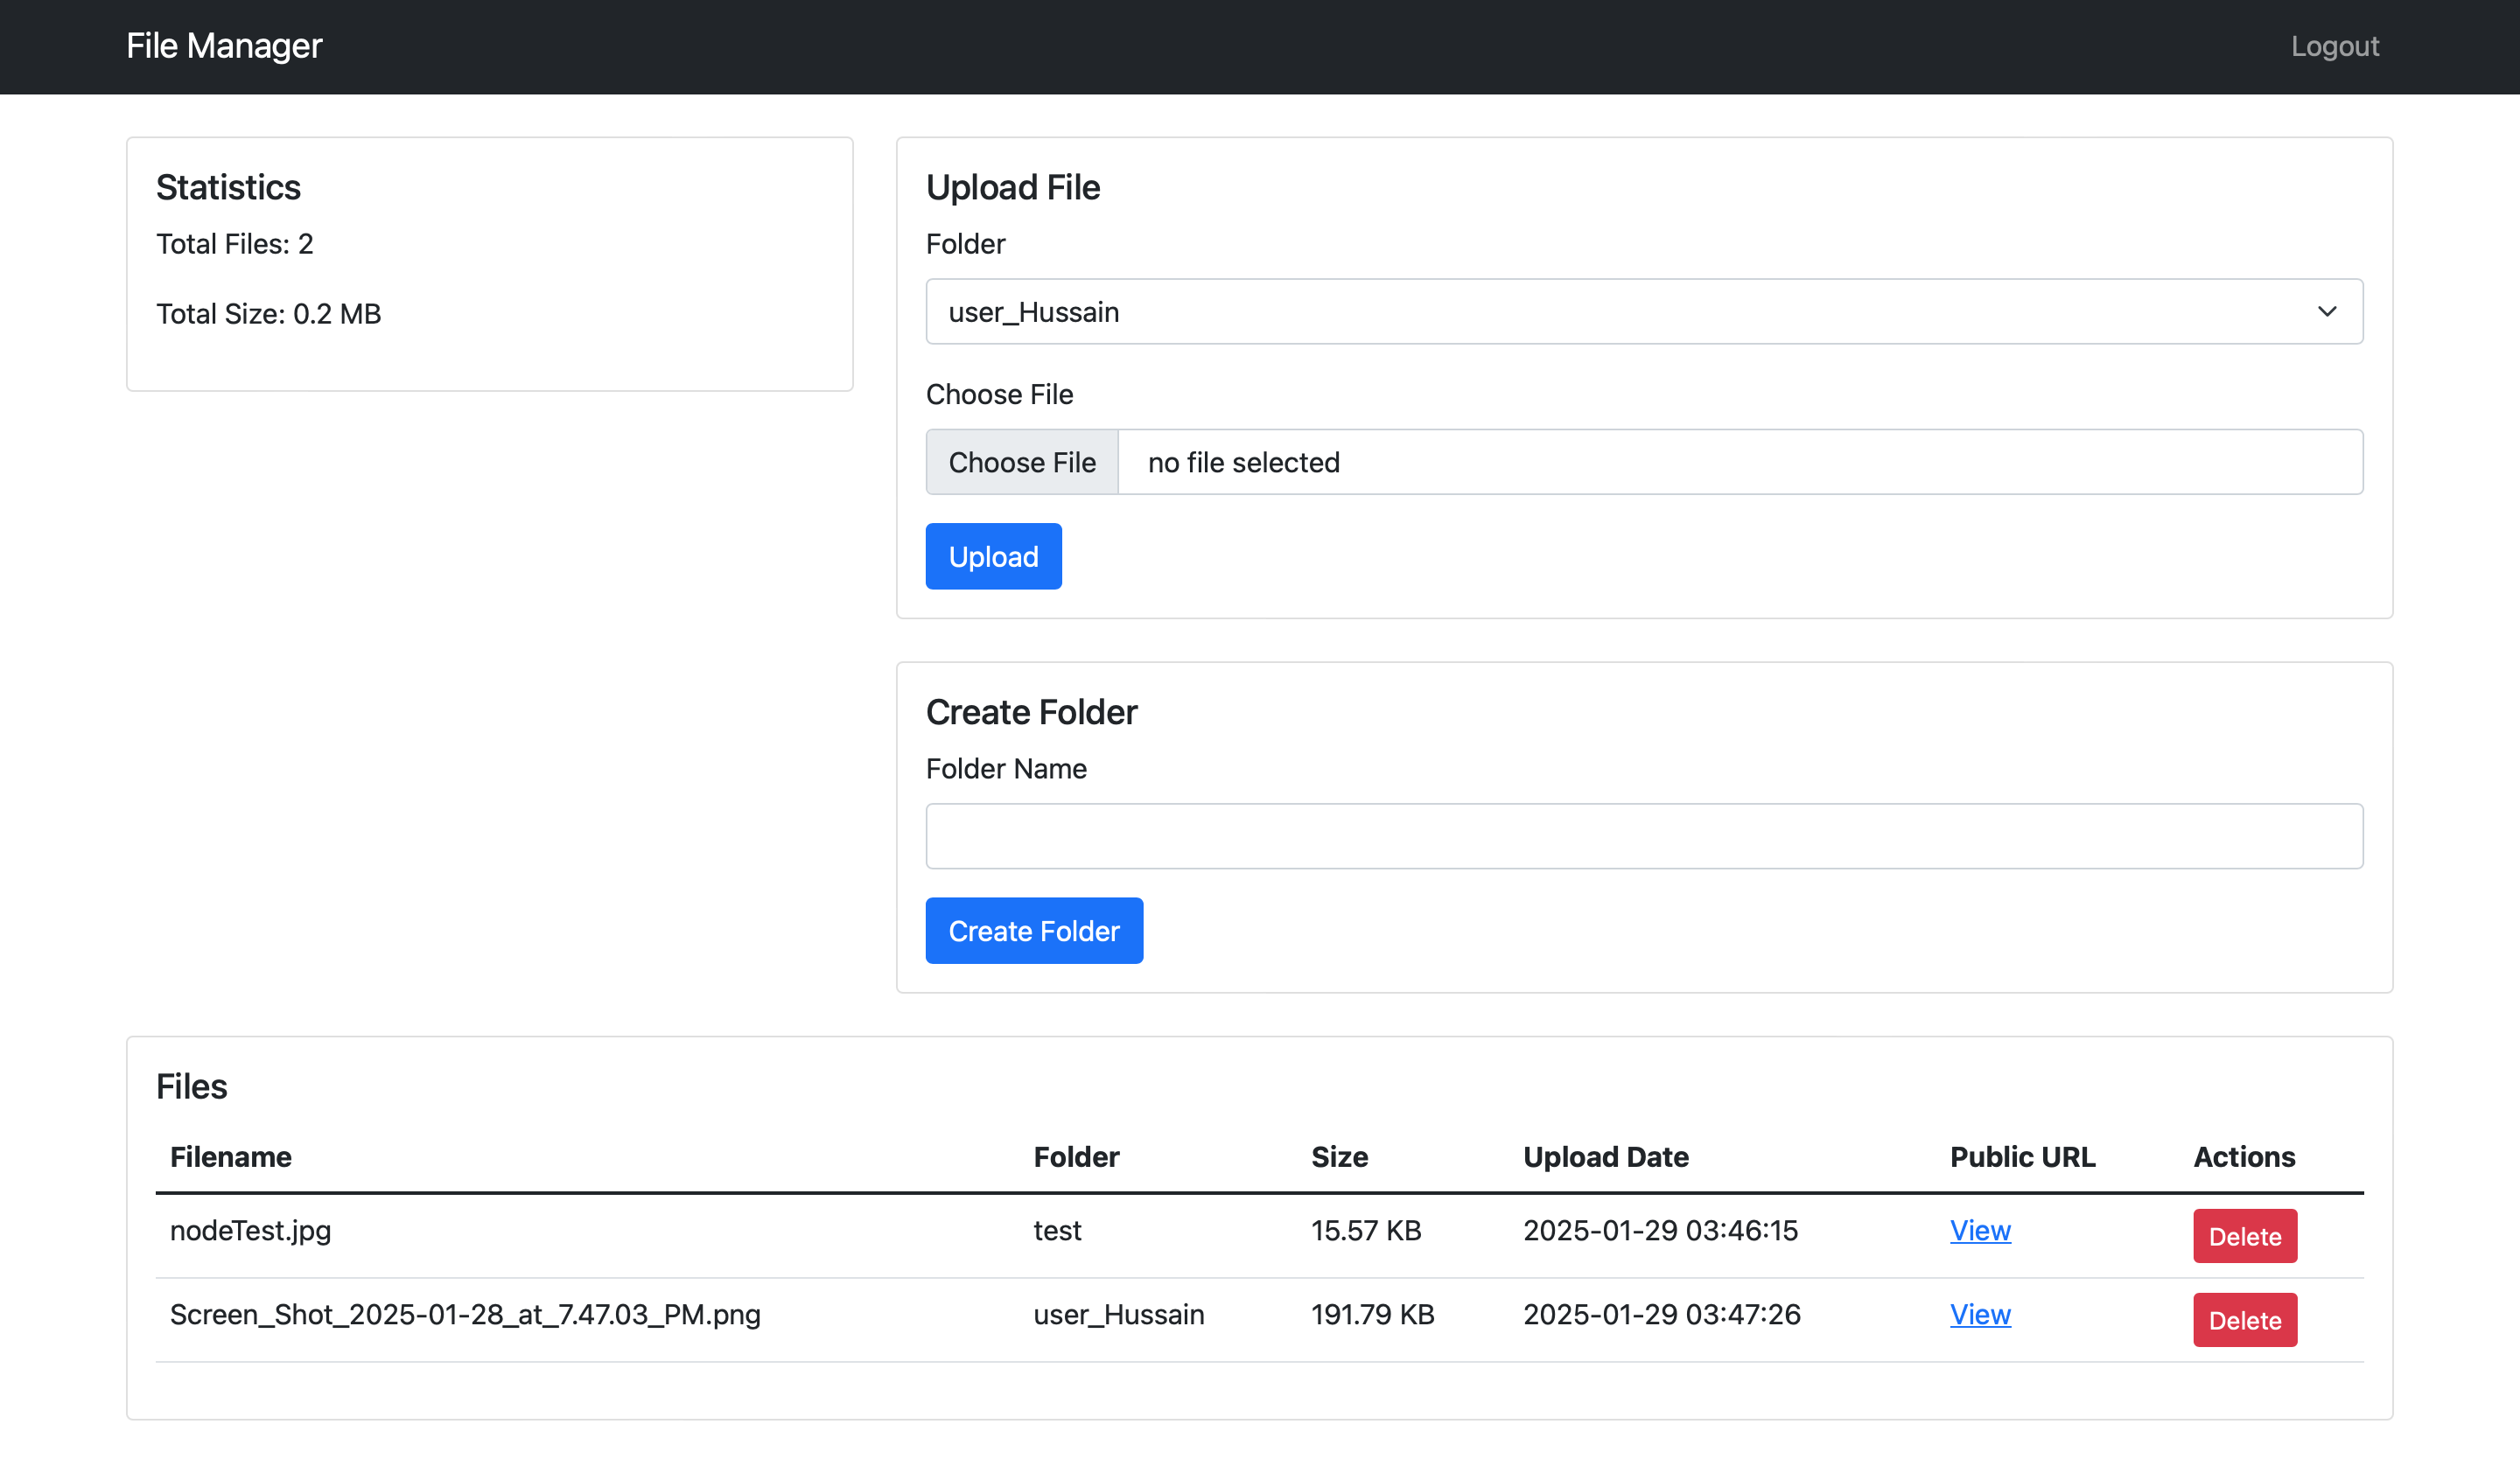 File Manager
Logout
Statistics
Total Files: 2
Total Size: 0.2 MB
Upload File
Folder
user_Hussain
Choose File
Choose File no file selected
Upload
Create Folder
Folder Name
Create Folder
Files
Filename Folder Size Upload Date Public URL Actions
nodeTest.jpg test 15.57 KB 2025-01-29 03:46:15 View Delete
Screen_Shot_2025-01-28_at_7.47.03_PM.png user_Hussain 191.79 KB 2025-01-29 03:47:26 View Delete